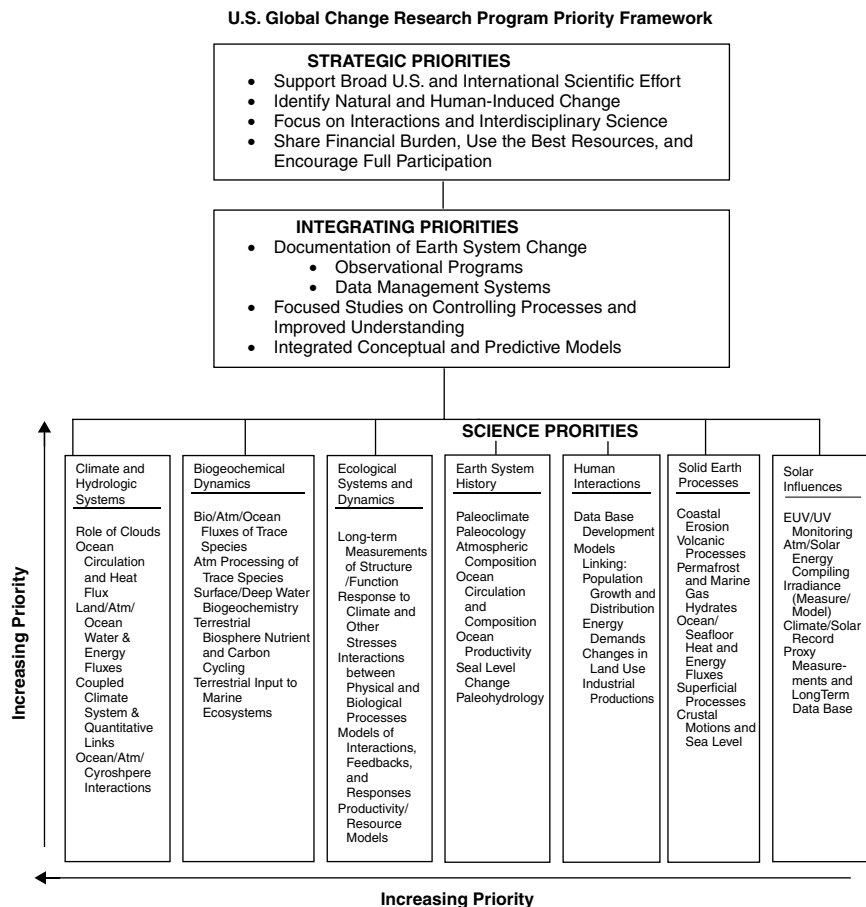 U.S. Global Change Research Program Priority Framework
STRATEGIC PRIORITIES
• Support Broad U.S. and International Scientific Effort
• Identify Natural and Human-Induced Change
• Focus on Interactions and Interdisciplinary Science
• Share Financial Burden, Use the Best Resources, and
Encourage Full Participation
INTEGRATING PRIORITIES
• Documentation of Earth System Change
• Observational Programs
• Data Management Systems
• Focused Studies on Controlling Processes and
Improved Understanding
• Integrated Conceptual and Predictive Models
SCIENCE PRORITIES
Climate and
Hydrologic
Systems
Role of Clouds
Ocean
Circulation
and Heat
Flux
Land/Atm/
Ocean
Water &
Energy
Fluxes
Coupled
Climate
System &
Quantitative
Links
Ocean/Atm/
Cyroshpere
Interactions
Biogeochemical
Dynamics
Bio/Atm/Ocean
Fluxes of Trace
Species
Atm Processing of
Trace Species
Surface/Deep Water
Biogeochemistry
Terrestrial
Biosphere Nutrient
and Carbon
Cycling
Terrestrial Input to
Marine
Ecosystems
Ecological
Systems and
Dynamics
Long-term
Measurements
of Structure
/Function
Response to
Climate and
Other
Stresses
Interactions
between
Physical and
Biological
Processes
Models of
Interactions,
Feedbacks,
and
Responses
Productivity/
Resource
Models
Earth System
History
Paleoclimate
Paleocology
Atmospheric
Composition
Ocean
Circulation
and
Composition
Ocean
Productivity
Seal Level
Change
Paleohydrology
Human
Interactions
Data Base
Development
Models
Linking:
Population
Growth and
Distribution
Energy
Demands
Changes in
Land Use
Industrial
Productions
Solid Earth
Processes
Coastal
Erosion
Volcanic
Processes
Permafrost and
Marine
Gas
Hydrates
Ocean/
Seafloor
Heat and
Energy
Fluxes
Superficial
Processes
Crustal
Motions and
Sea Level
Solar
Influences
EUV/UV
Monitoring
Atm/Solar
Energy
Compiling
Irradiance
(Measure/
Model)
Climate/Solar
Record
Proxy
Measure-
ments and
LongTerm
Data Base
Increasing Priority
Increasing Priority